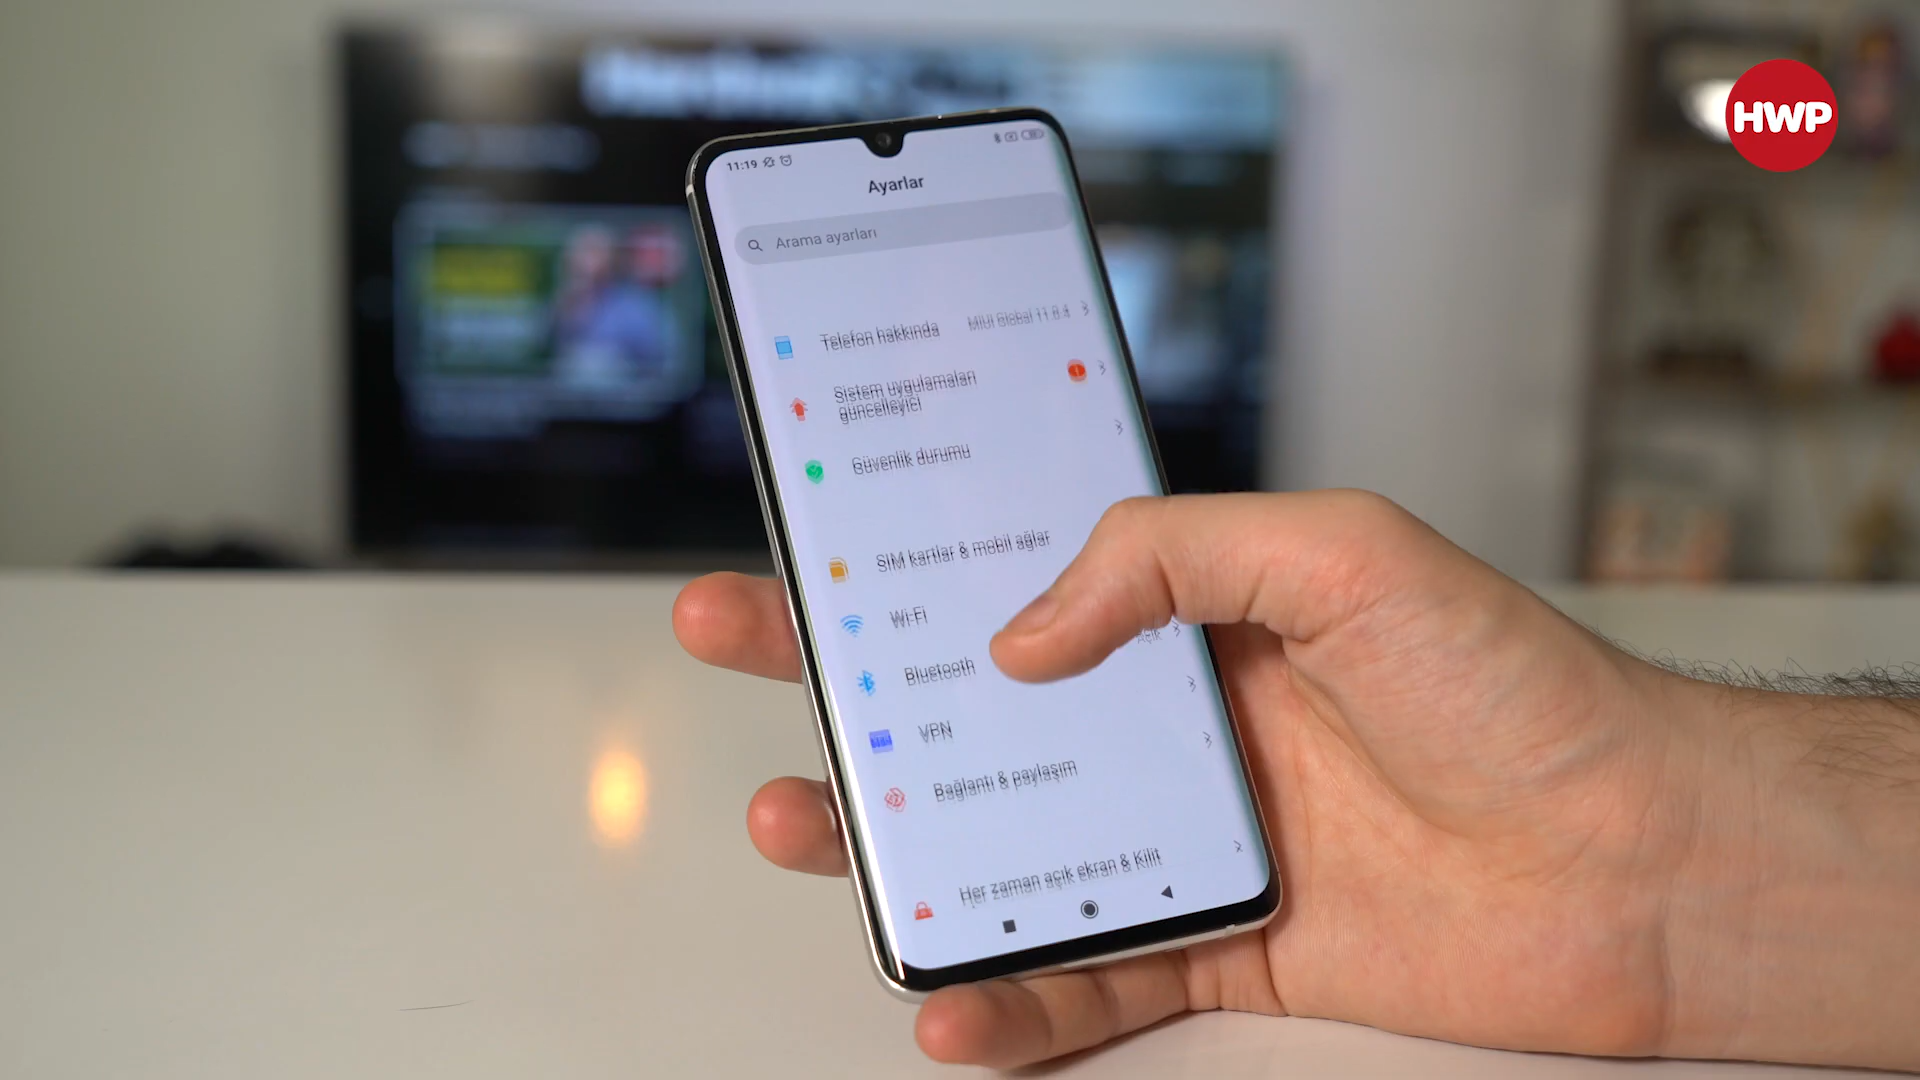 HWP
11:19
Ayarlar
Arama ayarları
Telefon hakkında MIUI Global 11.0.4
Sistem uygulamaları
güncelleyici
Güvenlik durumu
SIM kartlar & mobil ağlar
Wi-Fi
Açık
Bluetooth
VPN
Bağlantı & paylaşım
Her zaman açık ekran & Kilit